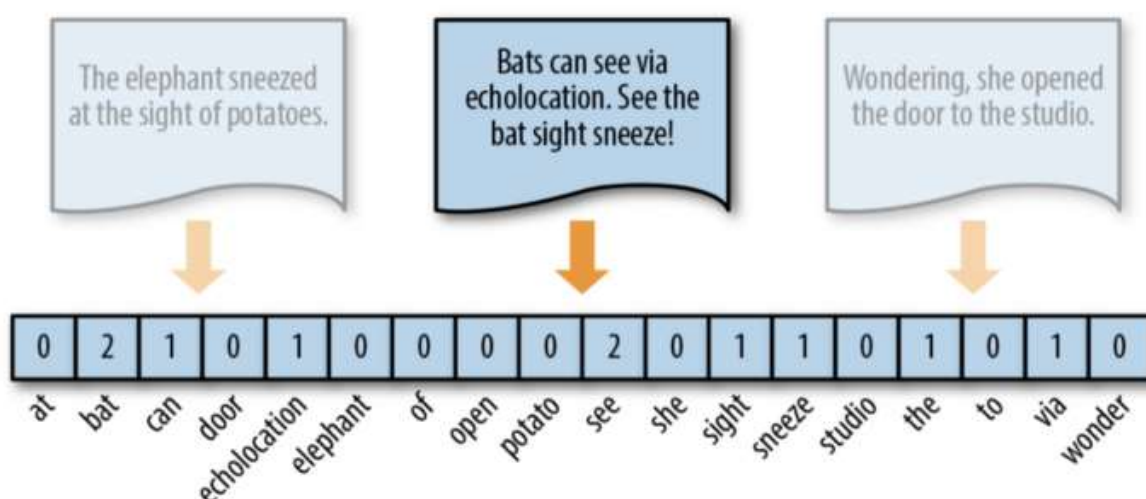 The elephant sneezed
at the sight of potatoes.
Bats can see via
echolocation. See the
bat sight sneeze!
Wondering, she opened
the door to the studio.
0 2 1 0 1 0 0 0 0 2 0 1 1 0 1 0 1 0
at bat can door echolocation elephant of open potato see she sight sneeze studio the to via wonder